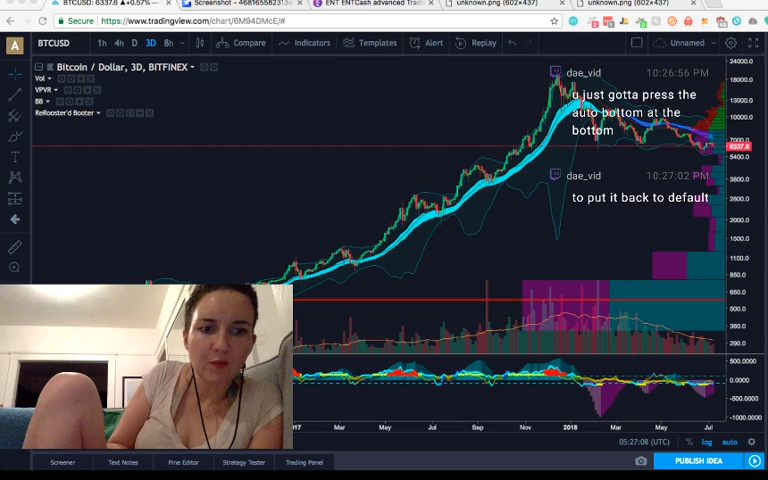 BTCUSD: 6337.6 ▲+0.57%
Screenshot - 46816558231
ENT ENTCash advanced Trad
unknown.png (602×437)
unknown.png (602×437)
Secure
https://www.tradingview.com/chart/6M94DMcE/#
A
BTCUSD
1h 4h D 3D 8h
Compare
Indicators
Templates
Alert
Replay
Unnamed
Bitcoin / Dollar, 3D, BITFINEX
Vol
VPVR
BB
ReRooster'd Booter
dae_vid 10:26:56 PM
u just gotta press the
auto bottom at the
bottom
dae_vid 10:27:02 PM
to put it back to default
24000.0
18000.0
13000.0
10000.0
7000.0
6337.6
5400.0
3800.0
2800.0
2000.0
1500.0
1100.0
850.0
650.0
500.0
380.0
290.0
500.0000
0.0000
-500.0000
-1000.0000
2017 Mar May Jul Sep Nov 2018 Mar May Jul
05:27:08 (UTC) % log auto
Screener Text Notes Pine Editor Strategy Tester Trading Panel
PUBLISH IDEA